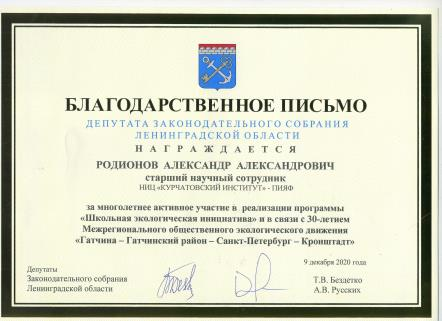 БЛАГОДАРСТВЕННОЕ ПИСЬМО
ДЕПУТАТА ЗАКОНОДАТЕЛЬНОГО СОБРАНИЯ
ЛЕНИНГРАДСКОЙ ОБЛАСТИ
НАГРАЖДАЕТСЯ
РОДИОНОВ АЛЕКСАНДР АЛЕКСАНДРОВИЧ
старший научный сотрудник
НИЦ «КУРЧАТОВСКИЙ ИНСТИТУТ» - ПИЯФ
за многолетнее активное участие в реализации программы
«Школьная экологическая инициатива» и в связи с 30-летием
Межрегионального общественного экологического движения
«Гатчина – Гатчинский район – Санкт-Петербург – Кронштадт»
9 декабря 2020 года
Депутаты
Законодательного собрания
Ленинградской области
Т.В. Бездетко
А.В. Русских